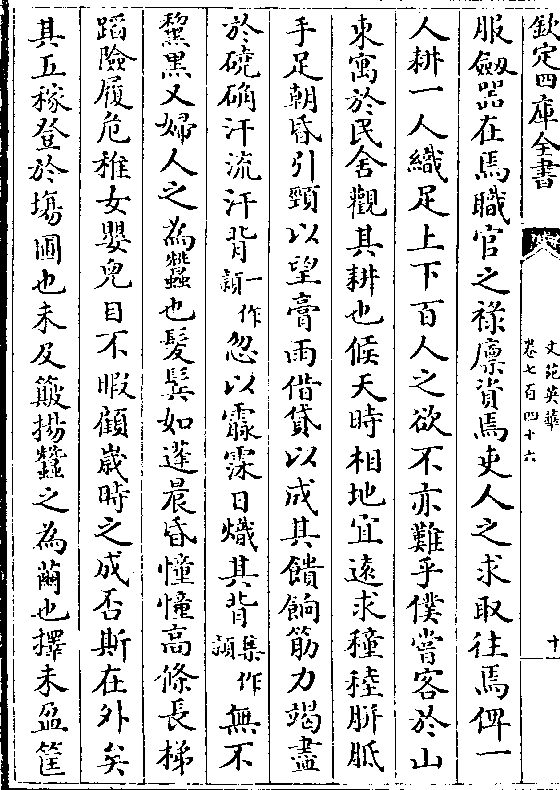 欽定四庫全書
文苑英華
卷七百四十六
十
服劔器在焉職官之祿廪資焉吏人之求取往焉俾一
人耕一人織足上下百人之欲不亦難乎僕嘗客於山
東寓於民舍觀其耕也候天時相地宜遠求穜稑胼胝
手足朝昏引頸以望膏雨借貸以成其饋餉筋力竭盡
於磽确汗流汗背一作頷忽以霡霂日熾其背集作頷無不
黧黑又婦人之為蠶也髮鬓如蓬晨昏憧憧高條長梯
蹈險履危稚女嬰兒目不暇顧歳時之成否斯在外矣
其五稼登於塲圃也未及簸揚蠶之為繭也擇未盈筐